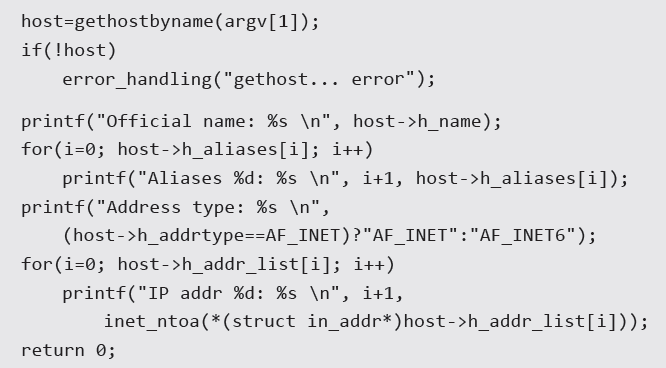 host=gethostbyname(argv[1]);
if(!host)
    error_handling("gethost... error");
printf("Official name: %s \n", host->h_name);
for(i=0; host->h_aliases[i]; i++)
    printf("Aliases %d: %s \n", i+1, host->h_aliases[i]);
printf("Address type: %s \n",
    (host->h_addrtype==AF_INET)?"AF_INET":"AF_INET6");
for(i=0; host->h_addr_list[i]; i++)
    printf("IP addr %d: %s \n", i+1,
        inet_ntoa(*(struct in_addr*)host->h_addr_list[i]));
return 0;